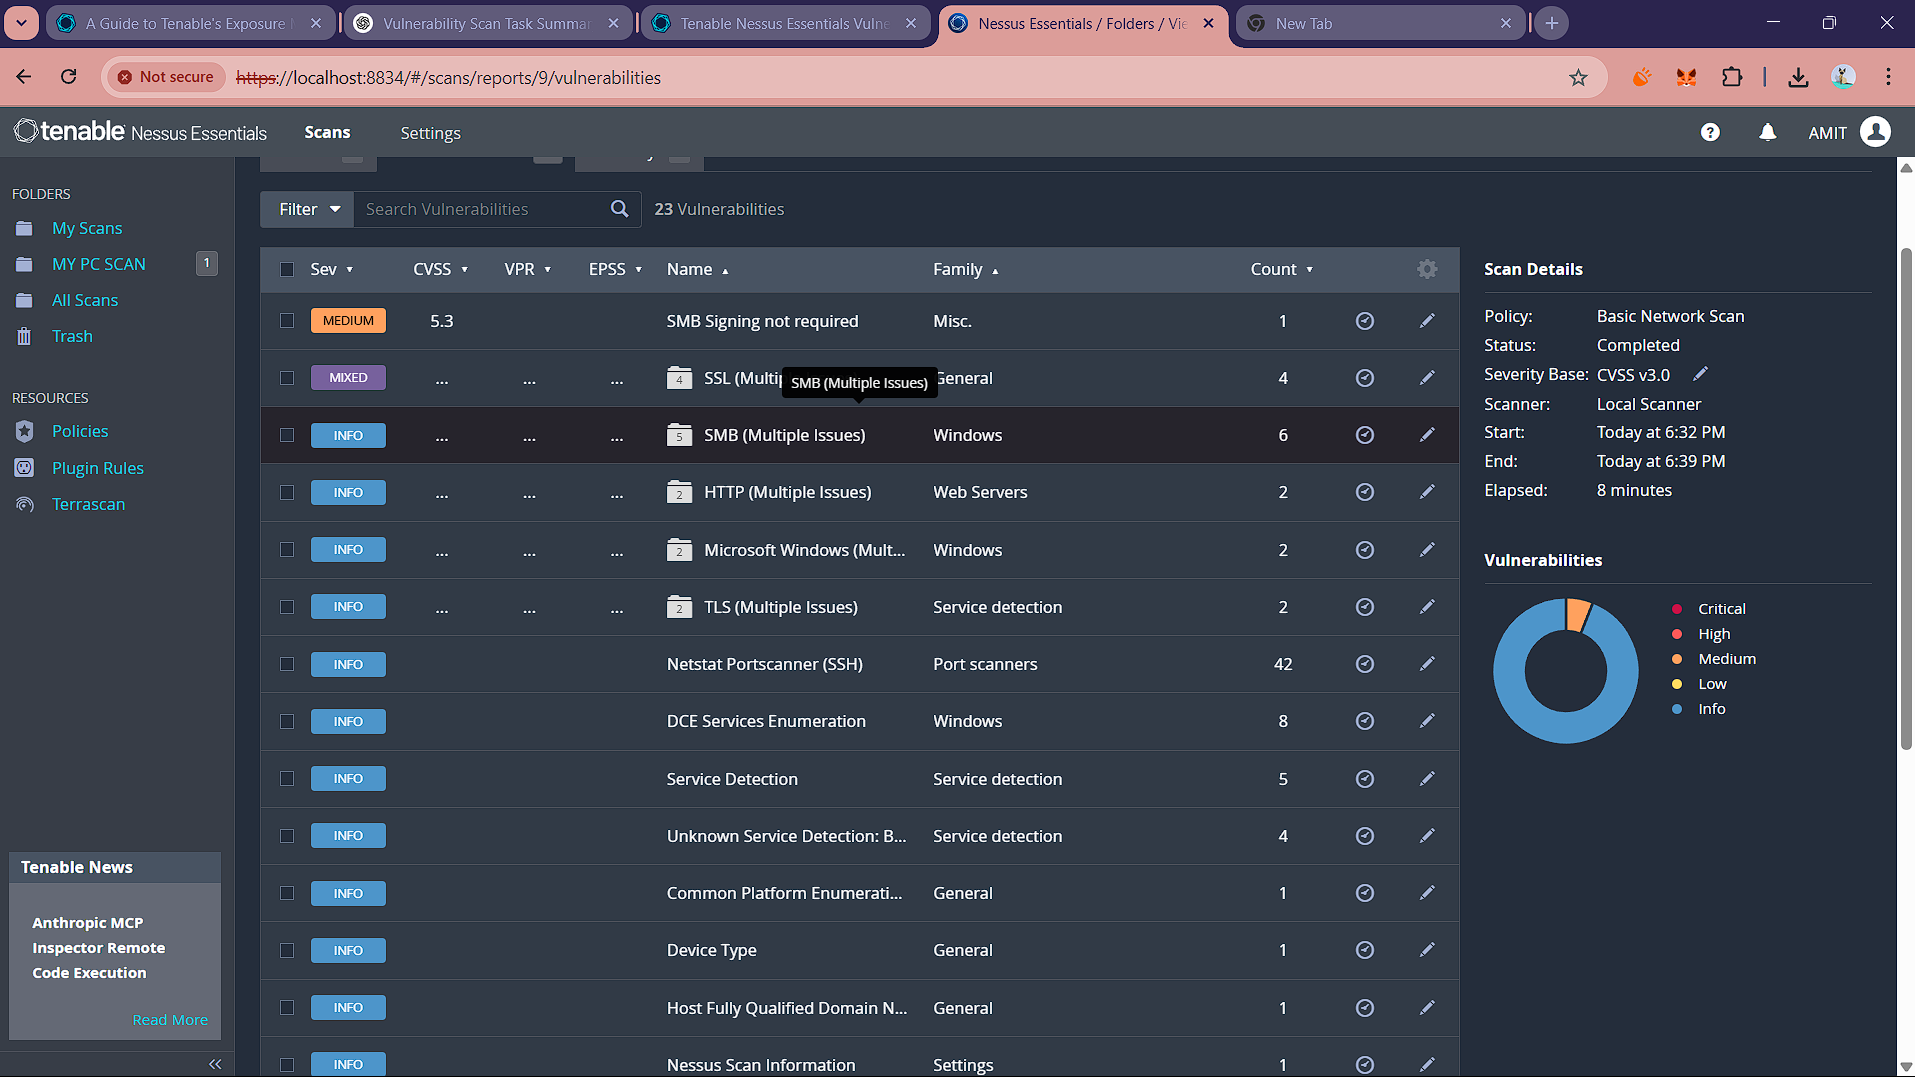 A Guide to Tenable's Exposure
Vulnerability Scan Task Summar
Tenable Nessus Essentials Vulne
Nessus Essentials / Folders / Vie
New Tab
Not secure
https://localhost:8834/#/scans/reports/9/vulnerabilities
tenable Nessus Essentials
Scans
Settings
AMIT
FOLDERS
My Scans
MY PC SCAN
1
All Scans
Trash
RESOURCES
Policies
Plugin Rules
Terrascan
Tenable News
Anthropic MCP
Inspector Remote
Code Execution
Read More
Filter
Search Vulnerabilities
23 Vulnerabilities
Sev CVSS VPR EPSS Name Family Count
MEDIUM 5.3 SMB Signing not required Misc. 1
MIXED ... ... ... 4 SSL (Multip General 4
SMB (Multiple Issues)
INFO ... ... ... 5 SMB (Multiple Issues) Windows 6
INFO ... ... ... 2 HTTP (Multiple Issues) Web Servers 2
INFO ... ... ... 2 Microsoft Windows (Mult... Windows 2
INFO ... ... ... 2 TLS (Multiple Issues) Service detection 2
INFO Netstat Portscanner (SSH) Port scanners 42
INFO DCE Services Enumeration Windows 8
INFO Service Detection Service detection 5
INFO Unknown Service Detection: B... Service detection 4
INFO Common Platform Enumerati... General 1
INFO Device Type General 1
INFO Host Fully Qualified Domain N... General 1
INFO Nessus Scan Information Settings 1
Scan Details
Policy: Basic Network Scan
Status: Completed
Severity Base: CVSS v3.0
Scanner: Local Scanner
Start: Today at 6:32 PM
End: Today at 6:39 PM
Elapsed: 8 minutes
Vulnerabilities
Critical
High
Medium
Low
Info